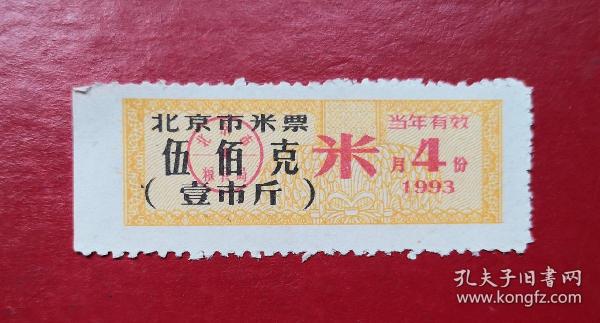 北京市米票
伍佰克
（壹市斤）
米
当年有效
4月份
1993
孔夫子旧书网
www.kongfz.com